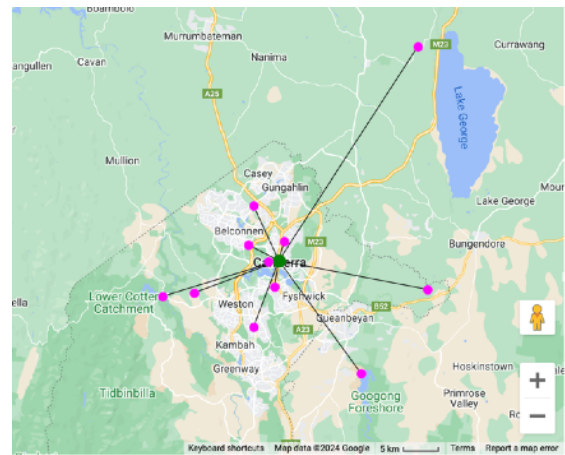 Boambolo
Murrumbateman
M23
Currawang
Cavan
Nanima
angullen
A25
Lake George
Mullion
Casey
Gungahlin
Mour
Lake George
Belconnen
M23
Bungendore
ella
Lower Cotter
Catchment
Weston
Fyshwick
B52
Queanbeyan
A23
Kambah
Greenway
Hoskinstown
Tidbinbilla
Googong
Foreshore
Primrose
Valley
Keyboard shortcuts Map data ©2024 Google 5 km Terms Report a map error